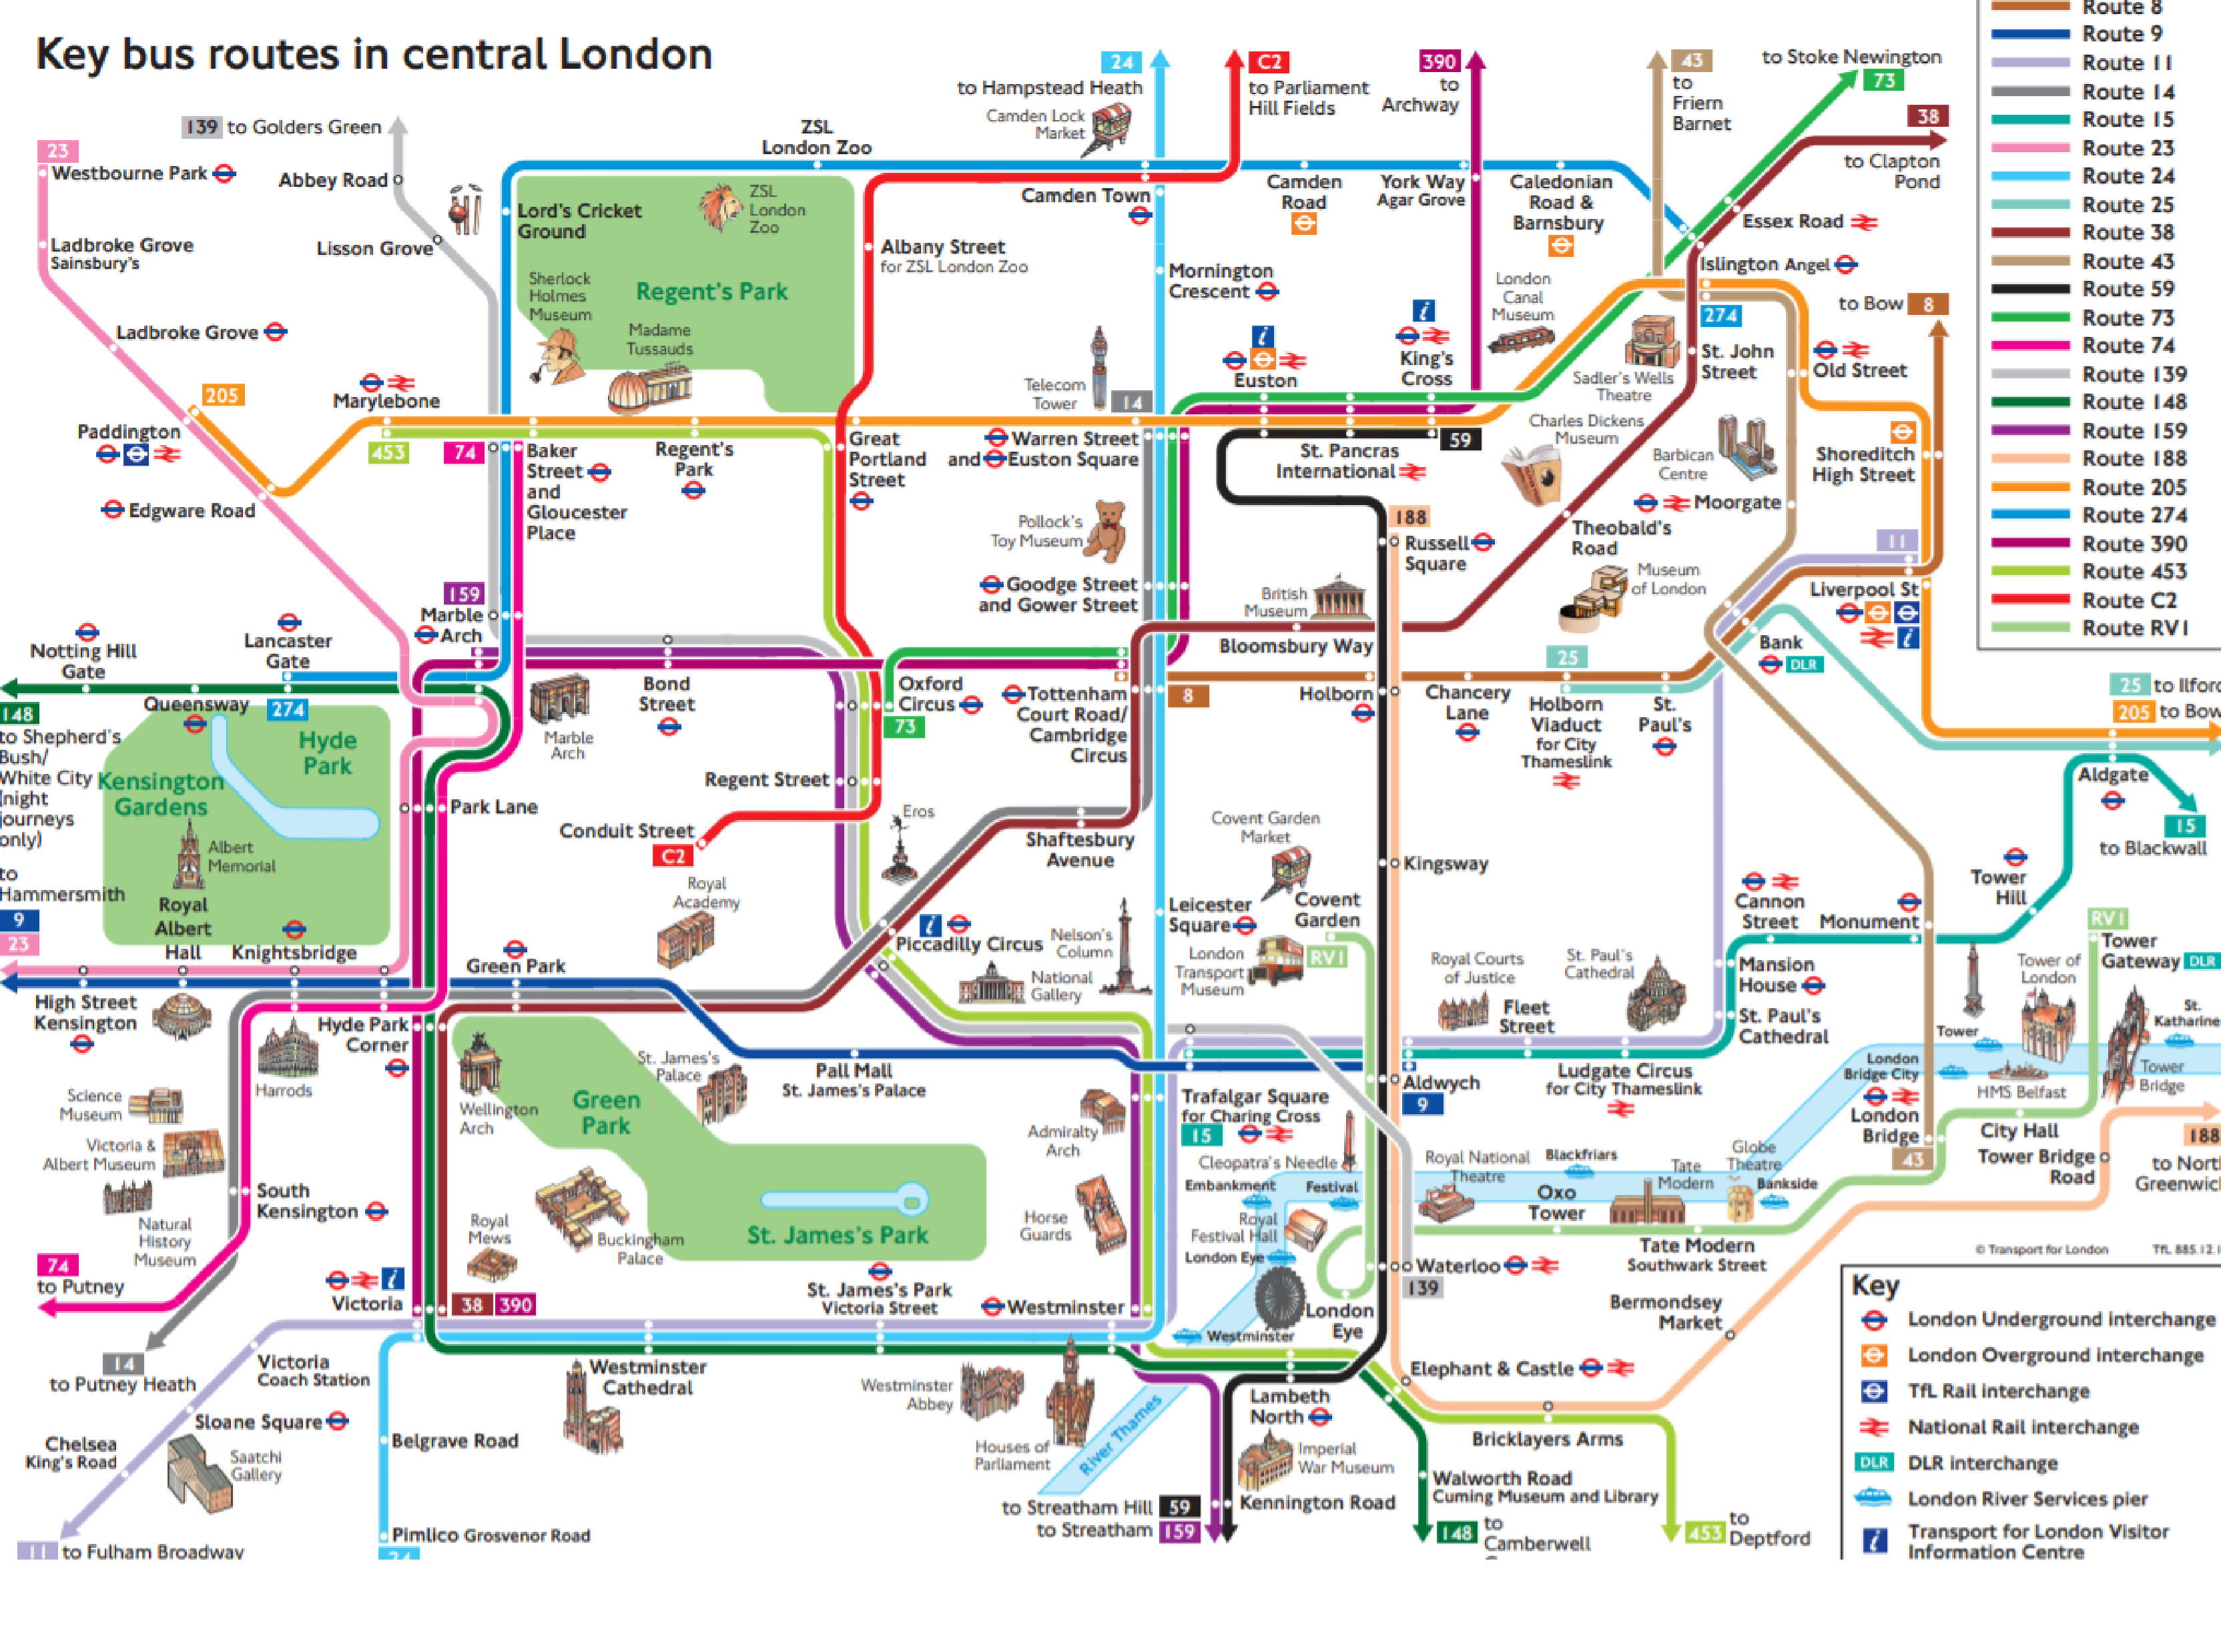 Key bus routes in central London
Route 8
Route 9
Route 11
Route 14
Route 15
Route 23
Route 24
Route 25
Route 38
Route 43
Route 59
Route 73
Route 74
Route 139
Route 148
Route 159
Route 188
Route 205
Route 274
Route 390
Route 453
Route C2
Route RV1
24
to Hampstead Heath
Camden Lock
Market
C2
to Parliament
Hill Fields
390
to
Archway
43
to
Friern
Barnet
to Stoke Newington
73
38
to Clapton
Pond
139 to Golders Green
ZSL
London Zoo
23
Westbourne Park
Abbey Road
Lisson Grove
Lord's Cricket
Ground
ZSL
London
Zoo
Camden Town
Camden
Road
York Way
Agar Grove
Caledonian
Road &
Barnsbury
Essex Road
Ladbroke Grove
Sainsbury's
Albany Street
for ZSL London Zoo
Mornington
Crescent
Islington Angel
Sherlock
Holmes
Museum
Regent's Park
Madame
Tussauds
London
Canal
Museum
to Bow 8
274
Ladbroke Grove
King's
Cross
Euston
Telecom
Tower
14
St. John
Street
Old Street
Sadler's Wells
Theatre
205
Marylebone
Paddington
453
74
Baker
Street
and
Gloucester
Place
Regent's
Park
Great
Portland
Street
Warren Street
and Euston Square
St. Pancras
International
59
Charles Dickens
Museum
Barbican
Centre
Shoreditch
High Street
Edgware Road
Moorgate
188
Russell
Square
Theobald's
Road
Pollock's
Toy Museum
11
Museum
of London
Liverpool St
159
Marble
Arch
Goodge Street
and Gower Street
British
Museum
Bloomsbury Way
Bank
DLR
Notting Hill
Gate
Lancaster
Gate
25
Queensway
274
148
to Shepherd's
Bush/
White City
(night
journeys
only)
Hyde
Park
Kensington
Gardens
Marble
Arch
Bond
Street
Oxford
Circus
73
Tottenham
Court Road/
Cambridge
Circus
8
Holborn
Chancery
Lane
Holborn
Viaduct
for City
Thameslink
St.
Paul's
25 to Ilford
205 to Bow
Aldgate
15
to Blackwall
Park Lane
Regent Street
Conduit Street
C2
Eros
Shaftesbury
Avenue
Covent Garden
Market
Kingsway
Albert
Memorial
to
Hammersmith
9
23
Royal
Albert
Hall
Knightsbridge
Royal
Academy
Green Park
Piccadilly Circus
Nelson's
Column
National
Gallery
Leicester
Square
Covent
Garden
London
Transport
Museum
RV1
Royal Courts
of Justice
St. Paul's
Cathedral
Fleet
Street
Cannon
Street
Monument
Tower
Hill
RV1
Tower
Gateway DLR
Mansion
House
St. Paul's
Cathedral
Tower of
London
St.
Katharine
Tower
High Street
Kensington
Hyde Park
Corner
Harrods
St. James's
Palace
Pall Mall
St. James's Palace
Trafalgar Square
for Charing Cross
15
Aldwych
9
Ludgate Circus
for City Thameslink
London
Bridge City
HMS Belfast
Tower
Bridge
Science
Museum
Victoria &
Albert Museum
Wellington
Arch
Green
Park
Admiralty
Arch
Cleopatra's Needle
Embankment
Festival
Royal National
Theatre
Blackfriars
Oxo
Tower
Tate
Modern
Globe
Theatre
Bankside
London
Bridge
43
City Hall
Tower Bridge
Road
188
to North
Greenwich
South
Kensington
Natural
History
Museum
Royal
Mews
Buckingham
Palace
St. James's Park
Horse
Guards
Royal
Festival Hall
London Eye
Waterloo
139
Tate Modern
Southwark Street
© Transport for London
74
to Putney
Victoria
38 390
St. James's Park
Victoria Street
Westminster
Westminster
London
Eye
Bermondsey
Market
14
to Putney Heath
Victoria
Coach Station
Westminster
Cathedral
Westminster
Abbey
Lambeth
North
Elephant & Castle
Sloane Square
Chelsea
King's Road
Saatchi
Gallery
Belgrave Road
Houses of
Parliament
River Thames
Imperial
War Museum
Bricklayers Arms
Walworth Road
Cuming Museum and Library
to Streatham Hill 59
to Streatham 159
Kennington Road
148 to
Camberwell
453 to
Deptford
11 to Fulham Broadway
Pimlico Grosvenor Road
24
Key
London Underground interchange
London Overground interchange
TfL Rail interchange
National Rail interchange
DLR DLR interchange
London River Services pier
Transport for London Visitor
Information Centre